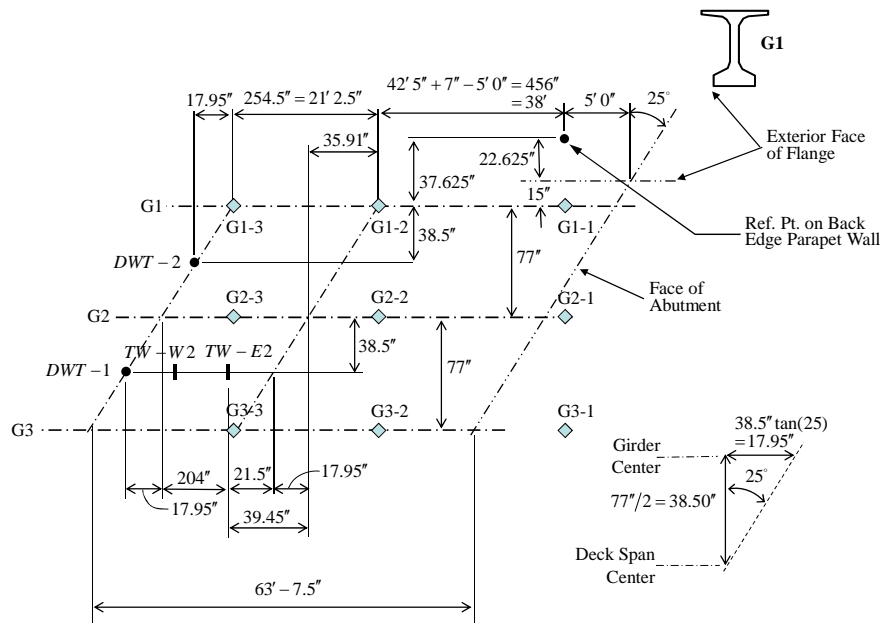 G1
42′ 5″ + 7″ − 5′ 0″ = 456″
= 38′
17.95″
254.5″ = 21′ 2.5″
5′ 0″
25°
Exterior Face
of Flange
35.91″
22.625″
37.625″
15″
G1
G1-3
G1-2
G1-1
38.5″
Ref. Pt. on Back
Edge Parapet Wall
77″
DWT − 2
Face of
Abutment
G2
G2-3
G2-2
G2-1
38.5″
TW − W2
TW − E2
DWT − 1
77″
G3
G3-3
G3-2
G3-1
38.5″ tan(25)
= 17.95″
Girder
Center
25°
77″/2 = 38.50″
Deck Span
Center
204″
21.5″
17.95″
17.95″
39.45″
63′ − 7.5″